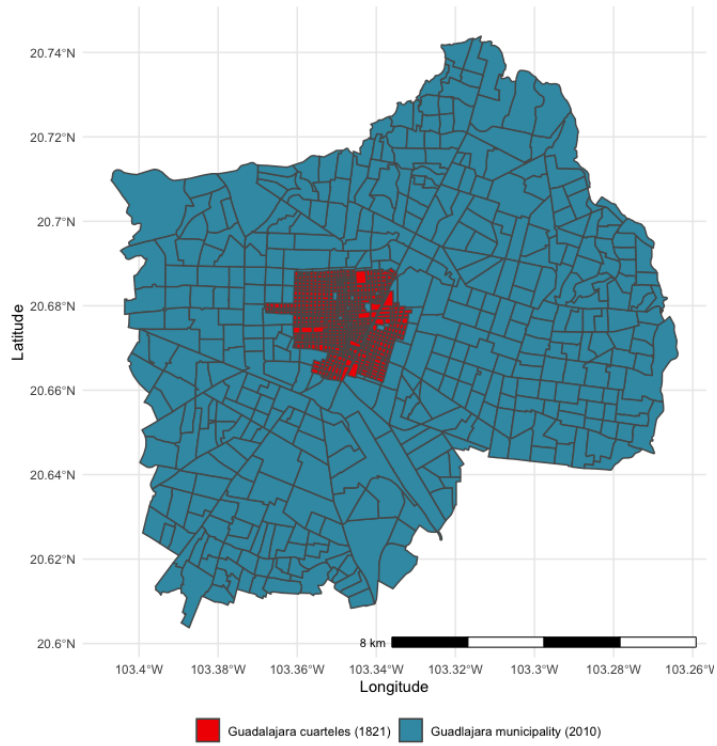 20.74°N
20.72°N
20.7°N
20.68°N
20.66°N
20.64°N
20.62°N
20.6°N
Latitude
8 km
103.4°W 103.38°W 103.36°W 103.34°W 103.32°W 103.3°W 103.28°W 103.26°W
Longitude
Guadalajara cuarteles (1821) Guadlajara municipality (2010)